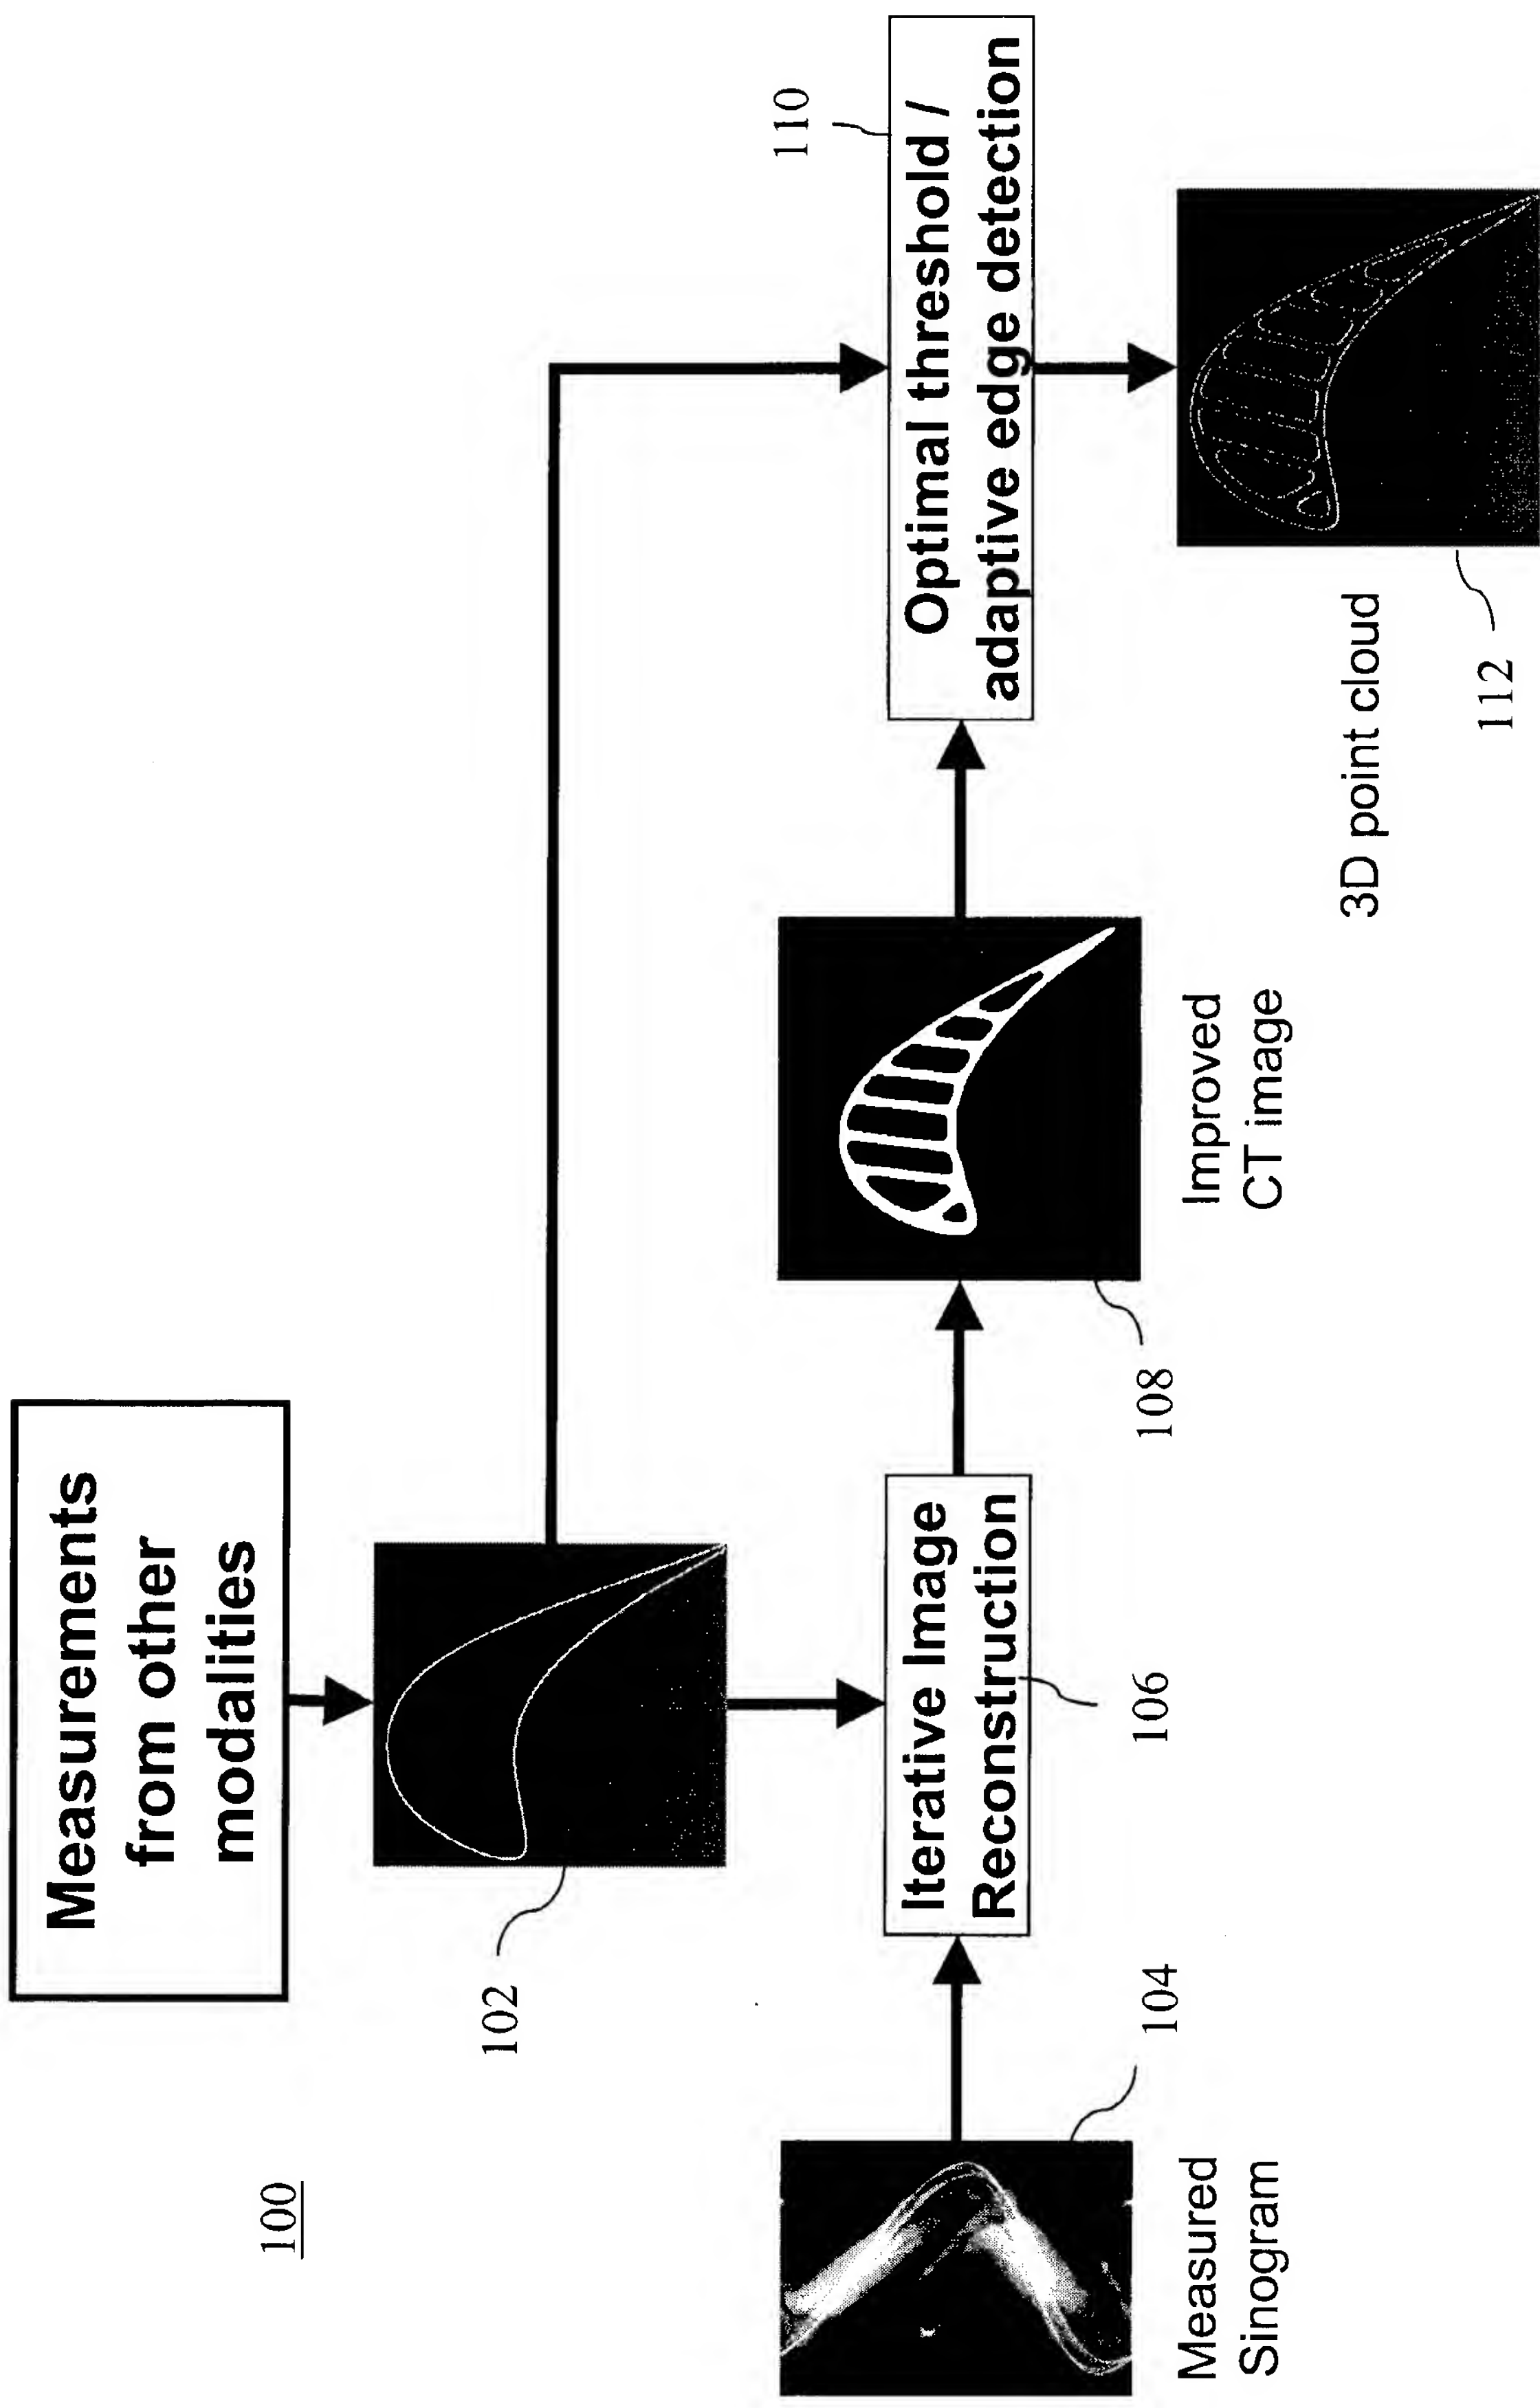 100
Measurements
from other
modalities
102
Measured
Sinogram
104
Iterative Image
Reconstruction
106
108
Improved
CT image
110
Optimal threshold /
adaptive edge detection
3D point cloud
112